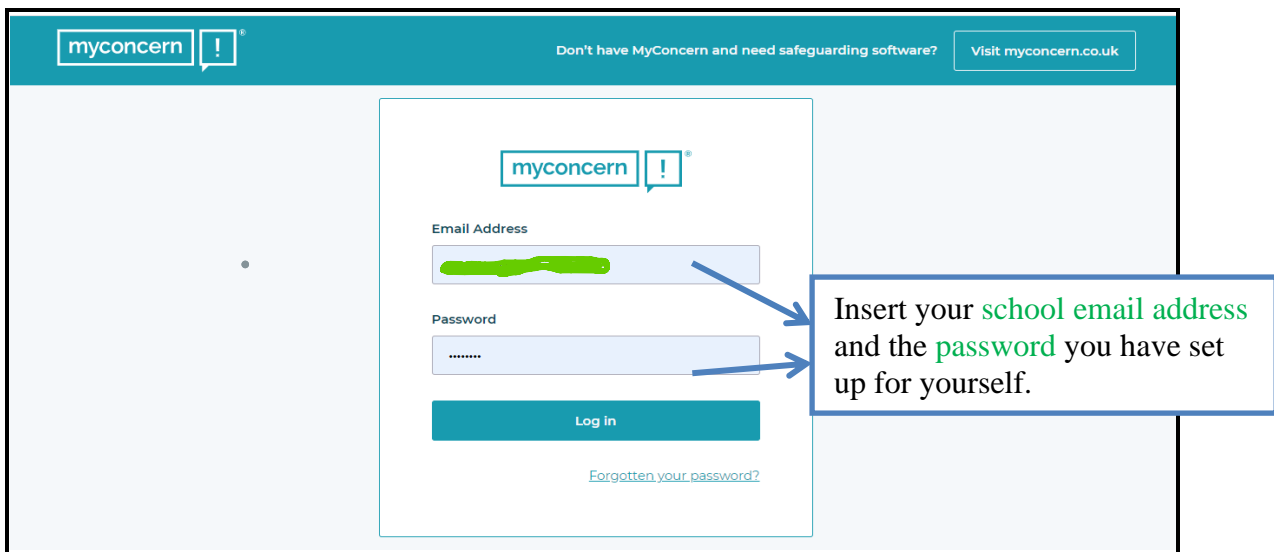 myconcern ! ®
Don't have MyConcern and need safeguarding software?
Visit myconcern.co.uk
myconcern ! ®
Email Address
Password
••••••••
Log in
Forgotten your password?
Insert your school email address
and the password you have set
up for yourself.